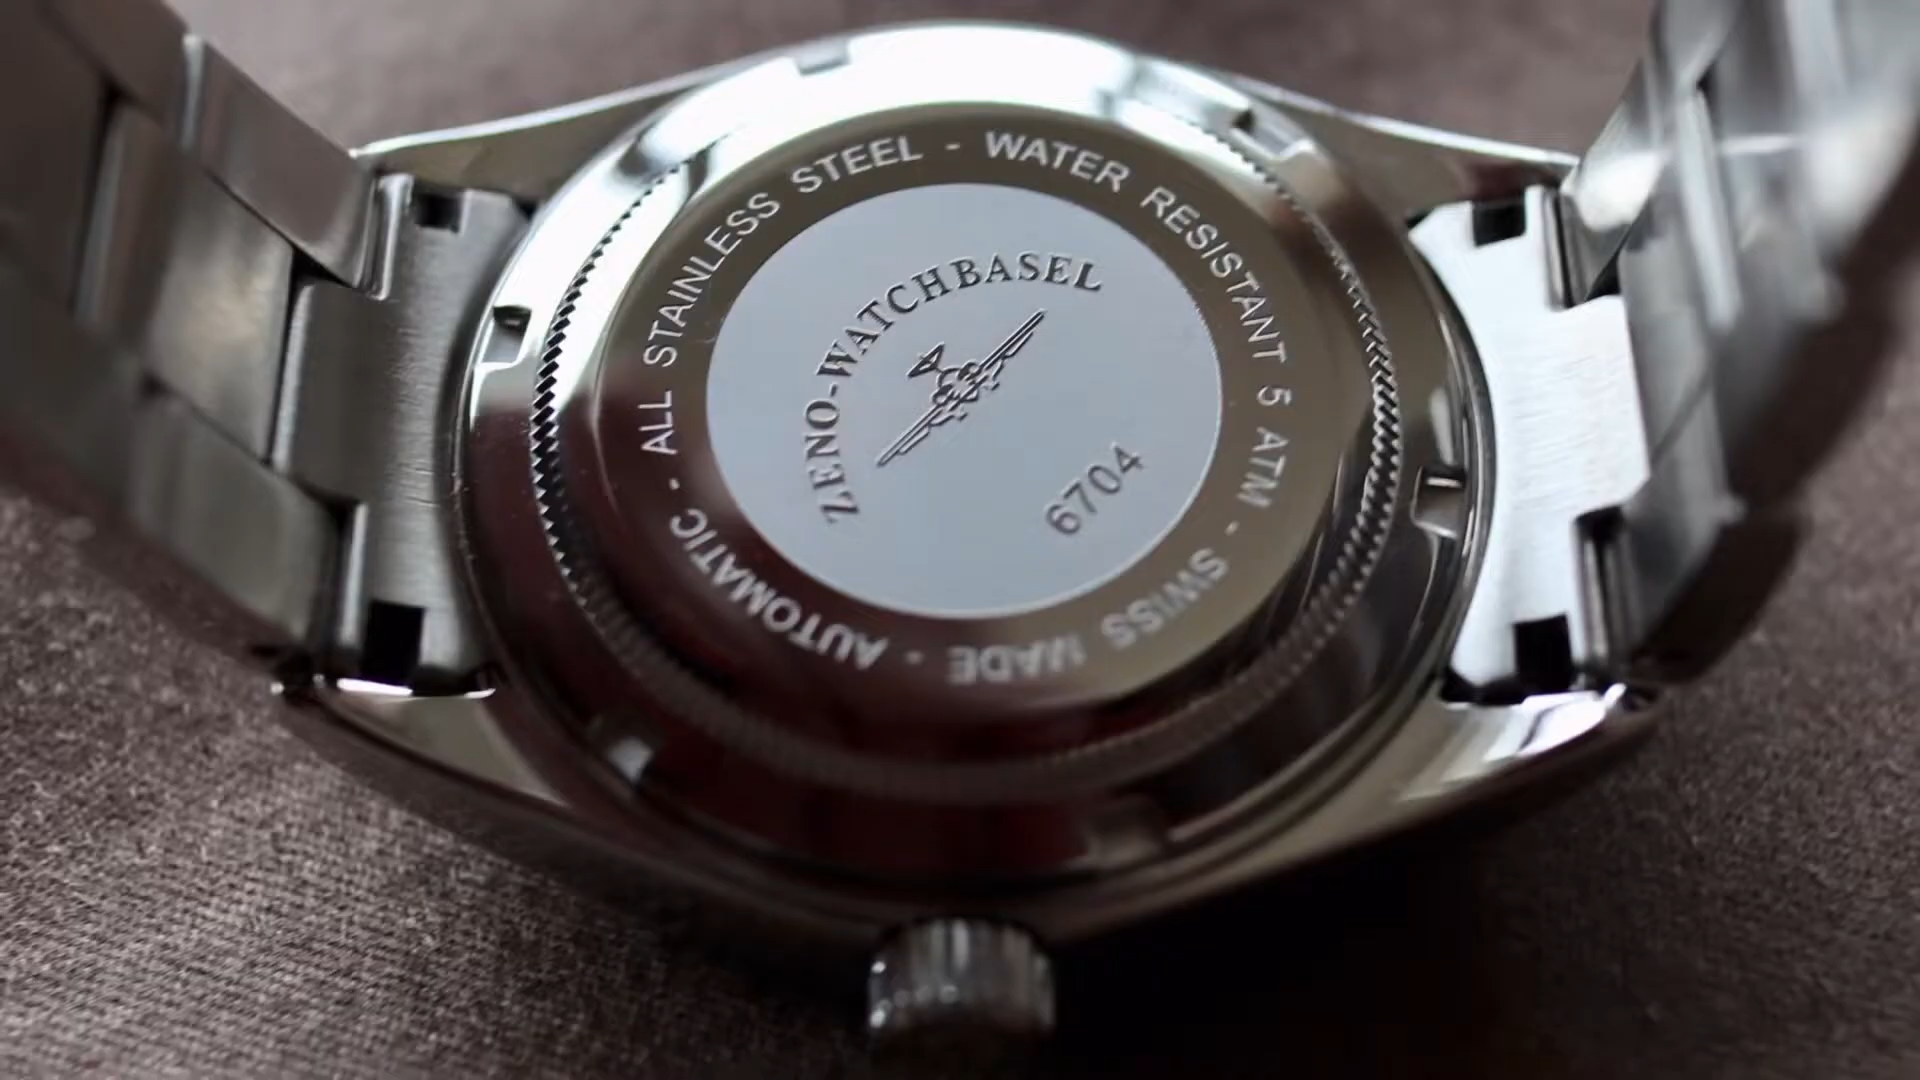 ALL STAINLESS STEEL - WATER RESISTANT 5 ATM - SWISS MADE - AUTOMATIC -
ZENO-WATCHBASEL
6704